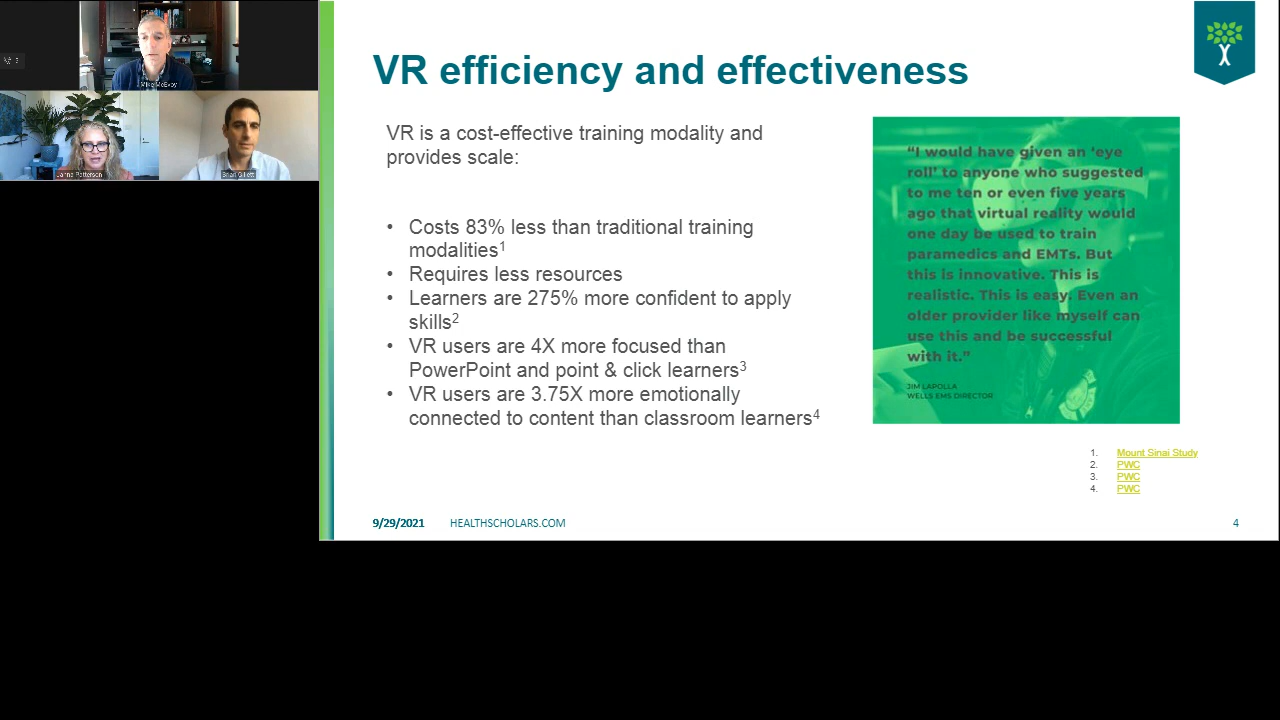 Mike McEvoy
Janna Patterson
Brian Gillett
VR efficiency and effectiveness
VR is a cost-effective training modality and
provides scale:
• Costs 83% less than traditional training
modalities1
• Requires less resources
• Learners are 275% more confident to apply
skills2
• VR users are 4X more focused than
PowerPoint and point & click learners3
• VR users are 3.75X more emotionally
connected to content than classroom learners4
“I would have given an ‘eye
roll’ to anyone who suggested
to me ten or even five years
ago that virtual reality would
one day be used to train
paramedics and EMTs. But
this is innovative. This is
realistic. This is easy. Even an
older provider like myself can
use this and be successful
with it.”
JIM LAPOLLA
WELLS EMS DIRECTOR
1. Mount Sinai Study
2. PWC
3. PWC
4. PWC
9/29/2021 HEALTHSCHOLARS.COM 4